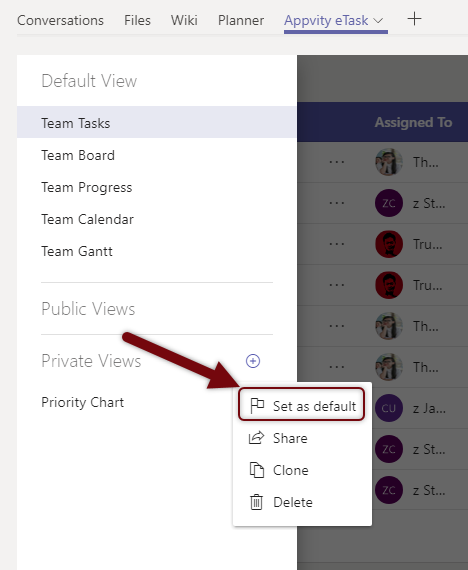 Conversations Files Wiki Planner Appvity eTask
Default View
Team Tasks
Assigned To
Team Board
Th...
Team Progress
ZC z St...
Team Calendar
Tru...
Team Gantt
Tru...
Public Views
Th...
Private Views
Th...
Priority Chart
CU z Ja...
Set as default
Share
z St...
ZC
Clone
Delete
ZC z St...